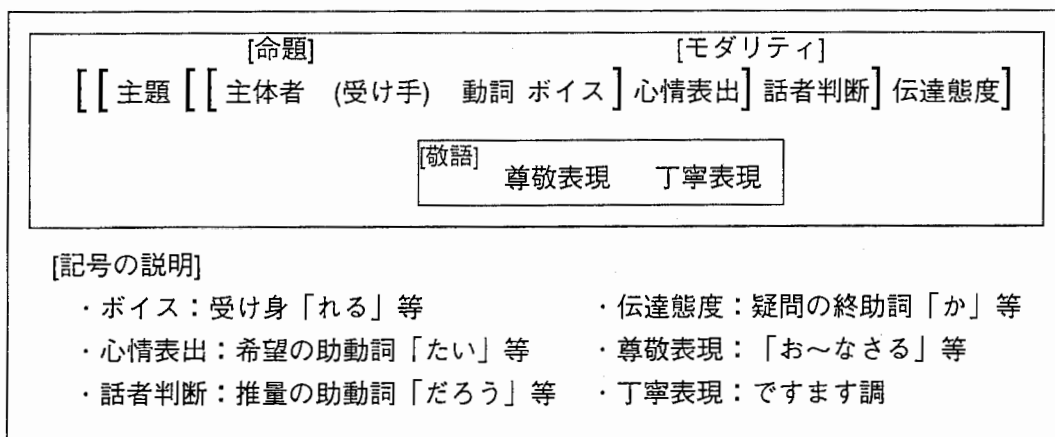 [命題] [モダリティ]
[[ 主題 [[ 主体者 (受け手) 動詞 ボイス ] 心情表出 ] 話者判断 ] 伝達態度 ]
[敬語]
尊敬表現 丁寧表現
[記号の説明]
・ボイス：受け身「れる」等 ・伝達態度：疑問の終助詞「か」等
・心情表出：希望の助動詞「たい」等 ・尊敬表現：「お〜なさる」等
・話者判断：推量の助動詞「だろう」等 ・丁寧表現：ですます調